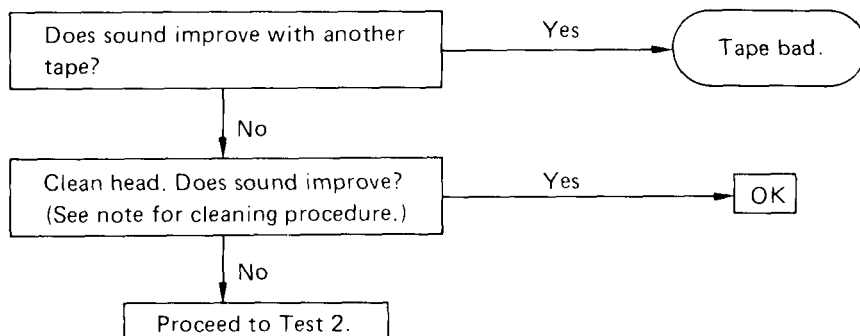 Does sound improve with another
tape?
Yes
Tape bad.
No
Clean head. Does sound improve?
(See note for cleaning procedure.)
Yes
OK
No
Proceed to Test 2.